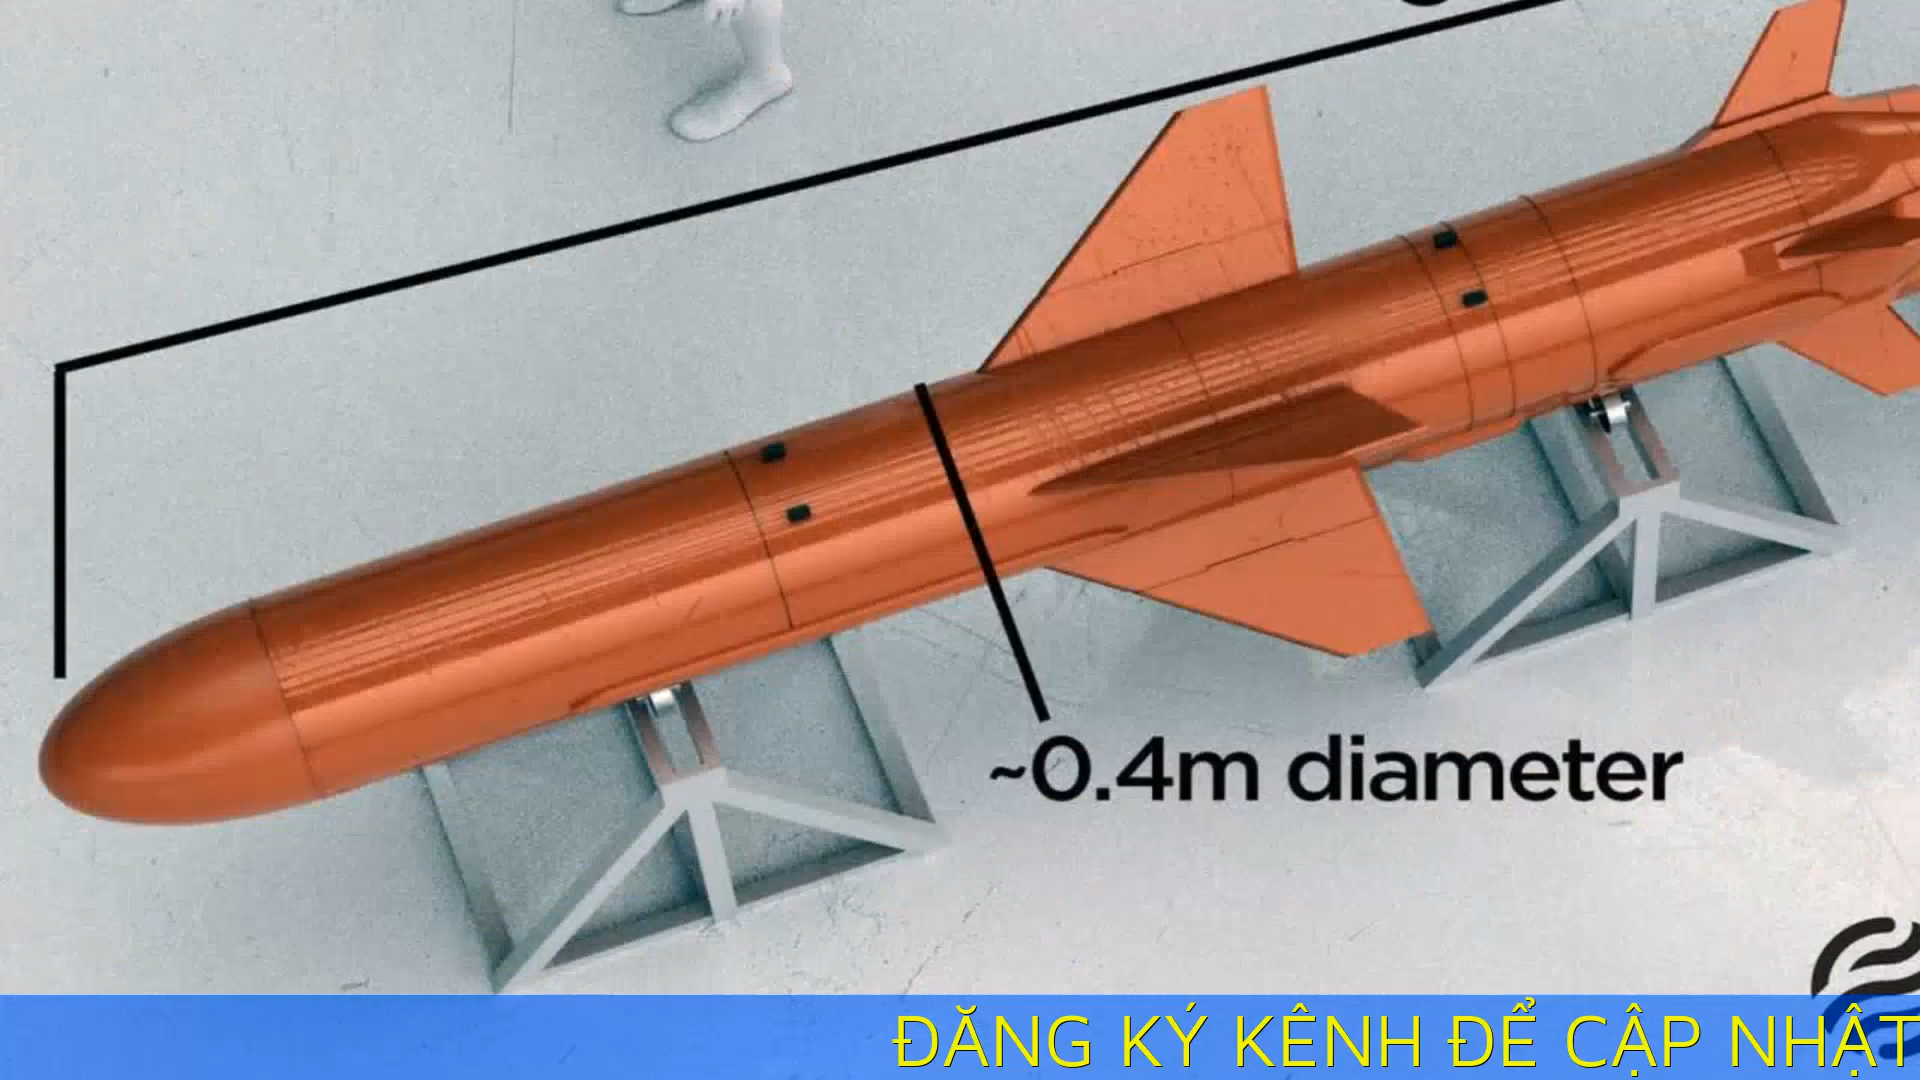 ~0.4m diameter
ĐĂNG KÝ KÊNH ĐỂ CẬP NHẬT